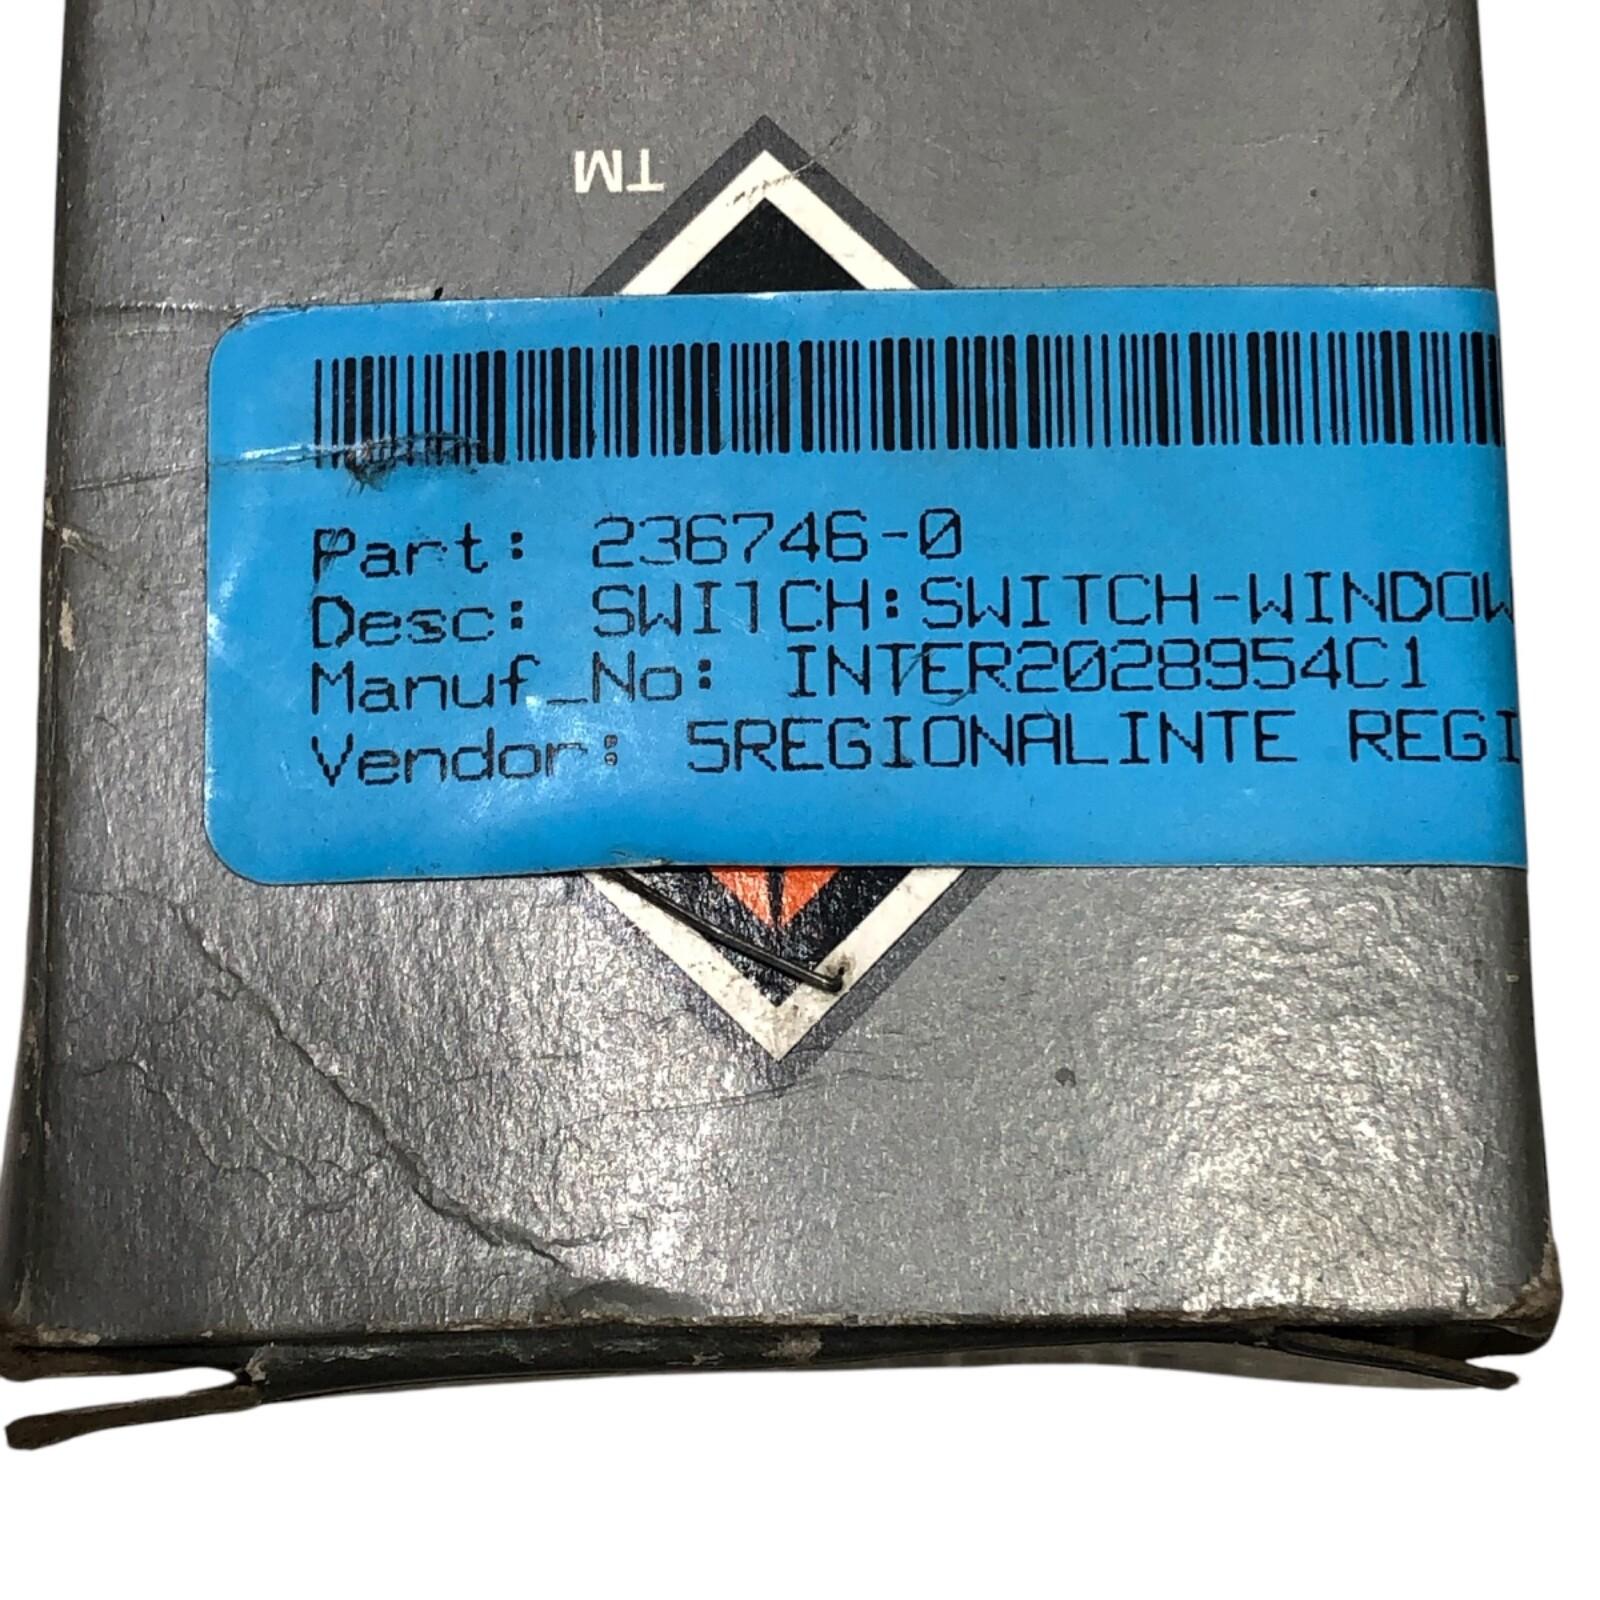 TM
Part: 236746-0
Desc: SWITCH:SWITCH-WINDOW
Manuf_No: INTER2028954C1
Vendor: 5REGIONALINTE REGI